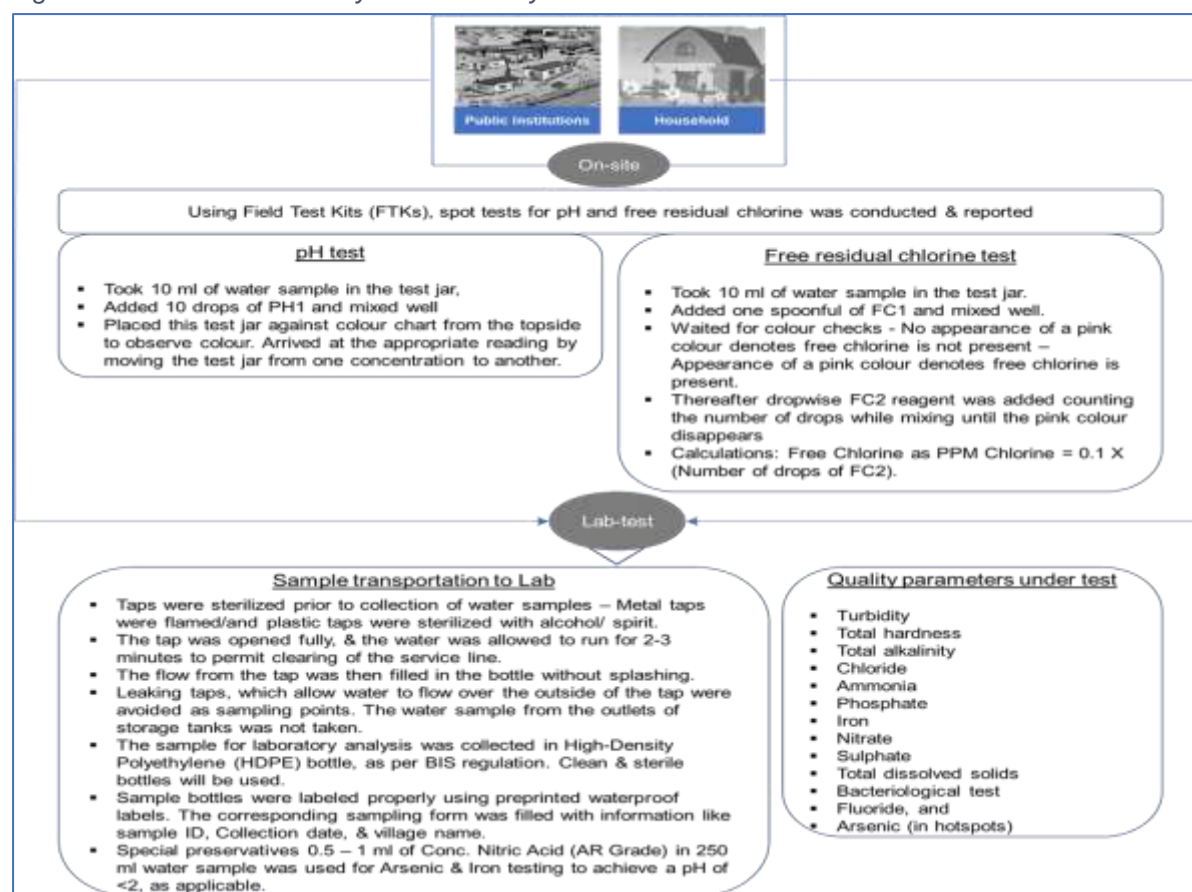 Public Institutions
Household
On-site
Using Field Test Kits (FTKs), spot tests for pH and free residual chlorine was conducted & reported
pH test
▪ Took 10 ml of water sample in the test jar,
▪ Added 10 drops of PH1 and mixed well
▪ Placed this test jar against colour chart from the topside
to observe colour. Arrived at the appropriate reading by
moving the test jar from one concentration to another.
Free residual chlorine test
▪ Took 10 ml of water sample in the test jar.
▪ Added one spoonful of FC1 and mixed well.
▪ Waited for colour checks - No appearance of a pink
colour denotes free chlorine is not present –
Appearance of a pink colour denotes free chlorine is
present.
▪ Thereafter dropwise FC2 reagent was added counting
the number of drops while mixing until the pink colour
disappears
▪ Calculations: Free Chlorine as PPM Chlorine = 0.1 X
(Number of drops of FC2).
Lab-test
Sample transportation to Lab
▪ Taps were sterilized prior to collection of water samples – Metal taps
were flamed/and plastic taps were sterilized with alcohol/ spirit.
▪ The tap was opened fully, & the water was allowed to run for 2-3
minutes to permit clearing of the service line.
▪ The flow from the tap was then filled in the bottle without splashing.
▪ Leaking taps, which allow water to flow over the outside of the tap were
avoided as sampling points. The water sample from the outlets of
storage tanks was not taken.
▪ The sample for laboratory analysis was collected in High-Density
Polyethylene (HDPE) bottle, as per BIS regulation. Clean & sterile
bottles will be used.
▪ Sample bottles were labeled properly using preprinted waterproof
labels. The corresponding sampling form was filled with information like
sample ID, Collection date, & village name.
▪ Special preservatives 0.5 – 1 ml of Conc. Nitric Acid (AR Grade) in 250
ml water sample was used for Arsenic & Iron testing to achieve a pH of
<2, as applicable.
Quality parameters under test
▪ Turbidity
▪ Total hardness
▪ Total alkalinity
▪ Chloride
▪ Ammonia
▪ Phosphate
▪ Iron
▪ Nitrate
▪ Sulphate
▪ Total dissolved solids
▪ Bacteriological test
▪ Fluoride, and
▪ Arsenic (in hotspots)